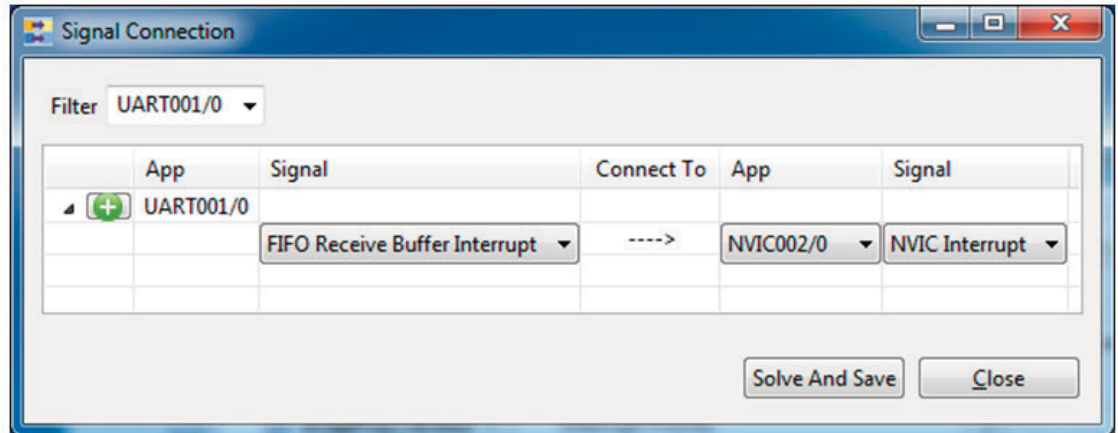 Signal Connection
Filter UART001/0
App Signal Connect To App Signal
UART001/0
FIFO Receive Buffer Interrupt ----> NVIC002/0 NVIC Interrupt
Solve And Save Close